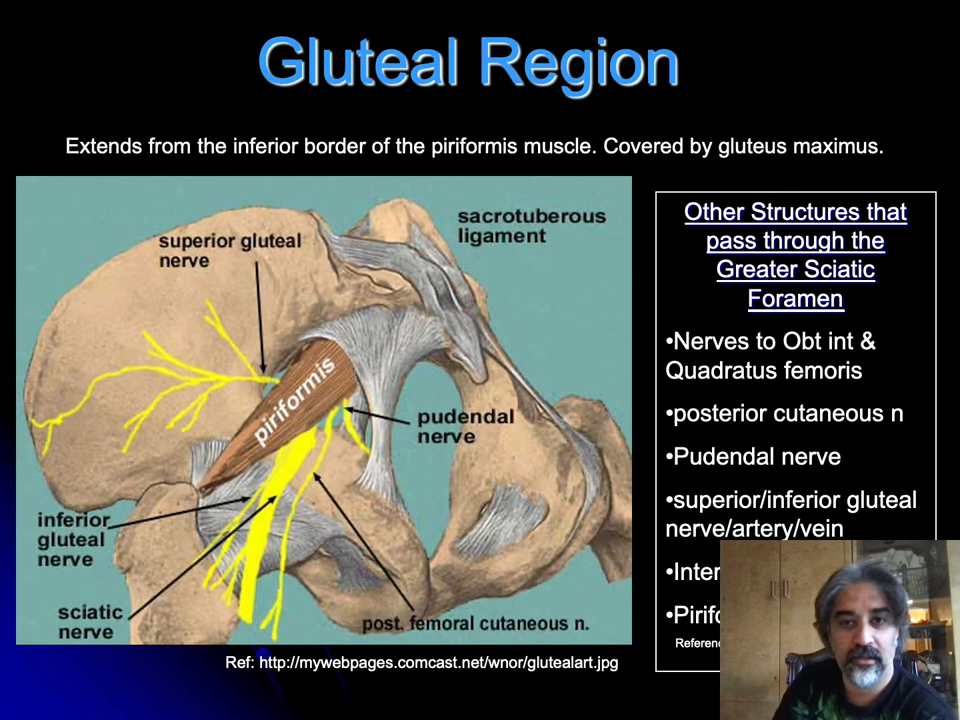 Gluteal Region
Extends from the inferior border of the piriformis muscle. Covered by gluteus maximus.
superior gluteal
nerve
sacrotuberous
ligament
piriformis
pudendal
nerve
inferior
gluteal
nerve
sciatic
nerve
post. femoral cutaneous n.
Ref: http://mywebpages.comcast.net/wnor/glutealart.jpg
Other Structures that
pass through the
Greater Sciatic
Foramen
•Nerves to Obt int &
Quadratus femoris
•posterior cutaneous n
•Pudendal nerve
•superior/inferior gluteal
nerve/artery/vein